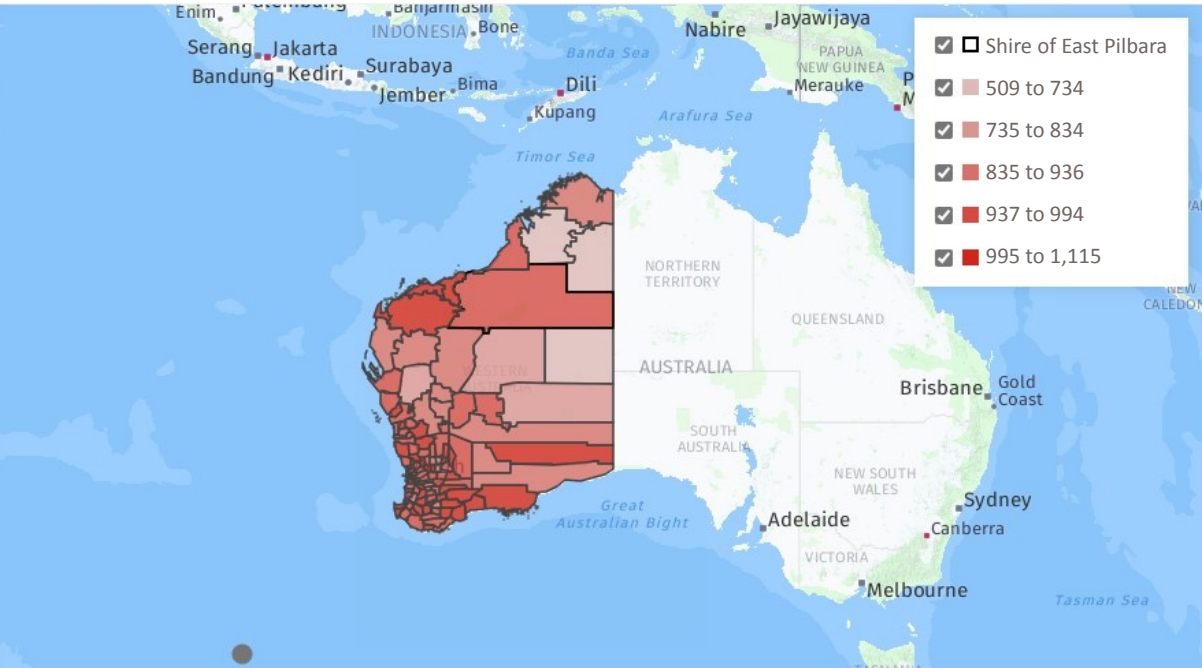 Enim
Banjarmasin
INDONESIA
Bone
Serang
Jakarta
Bandung
Kediri
Surabaya
Jember
Bima
Banda Sea
Dili
Kupang
Nabire
Jayawijaya
PAPUA
NEW GUINEA
Merauke
P
M
Arafura Sea
Timor Sea
Shire of East Pilbara
509 to 734
735 to 834
835 to 936
937 to 994
995 to 1,115
NEW
NORTHERN
TERRITORY
QUEENSLAND
AUSTRALIA
WESTERN
AUSTRALIA
Brisbane
Gold
Coast
SOUTH
AUSTRALIA
NEW SOUTH
WALES
Great
Australian Bight
Adelaide
Sydney
Canberra
VICTORIA
Melbourne
Tasman Sea